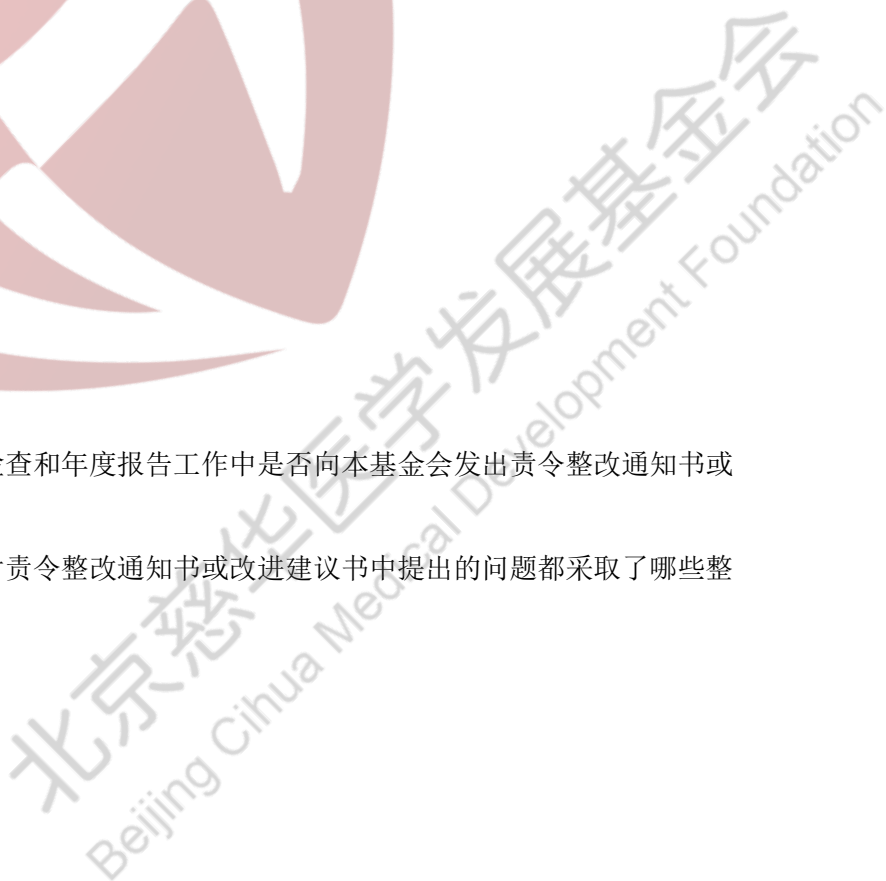 查和年度报告工作中是否向本基金会发出责令整改通知书或
责令整改通知书或改进建议书中提出的问题都采取了哪些整
北京慈华医学发展基金会
Beijing Cihua Medical Development Foundation